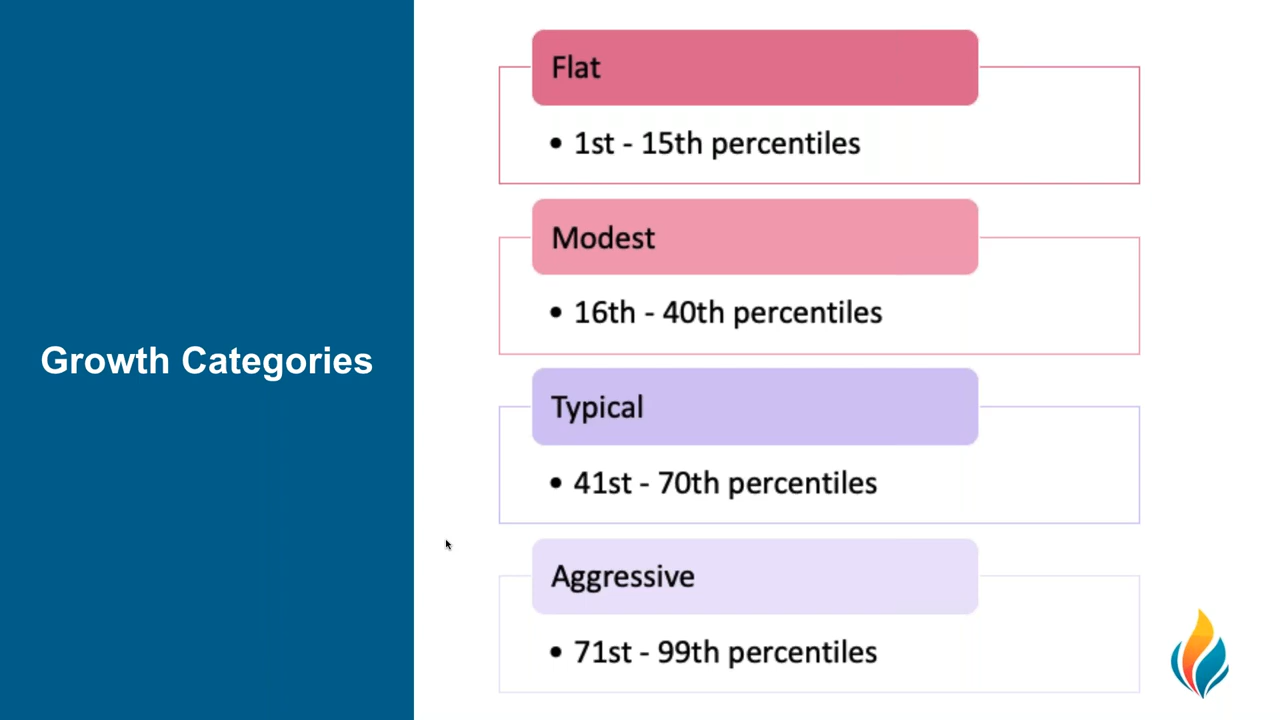 Growth Categories
Flat
• 1st - 15th percentiles
Modest
• 16th - 40th percentiles
Typical
• 41st - 70th percentiles
Aggressive
• 71st - 99th percentiles